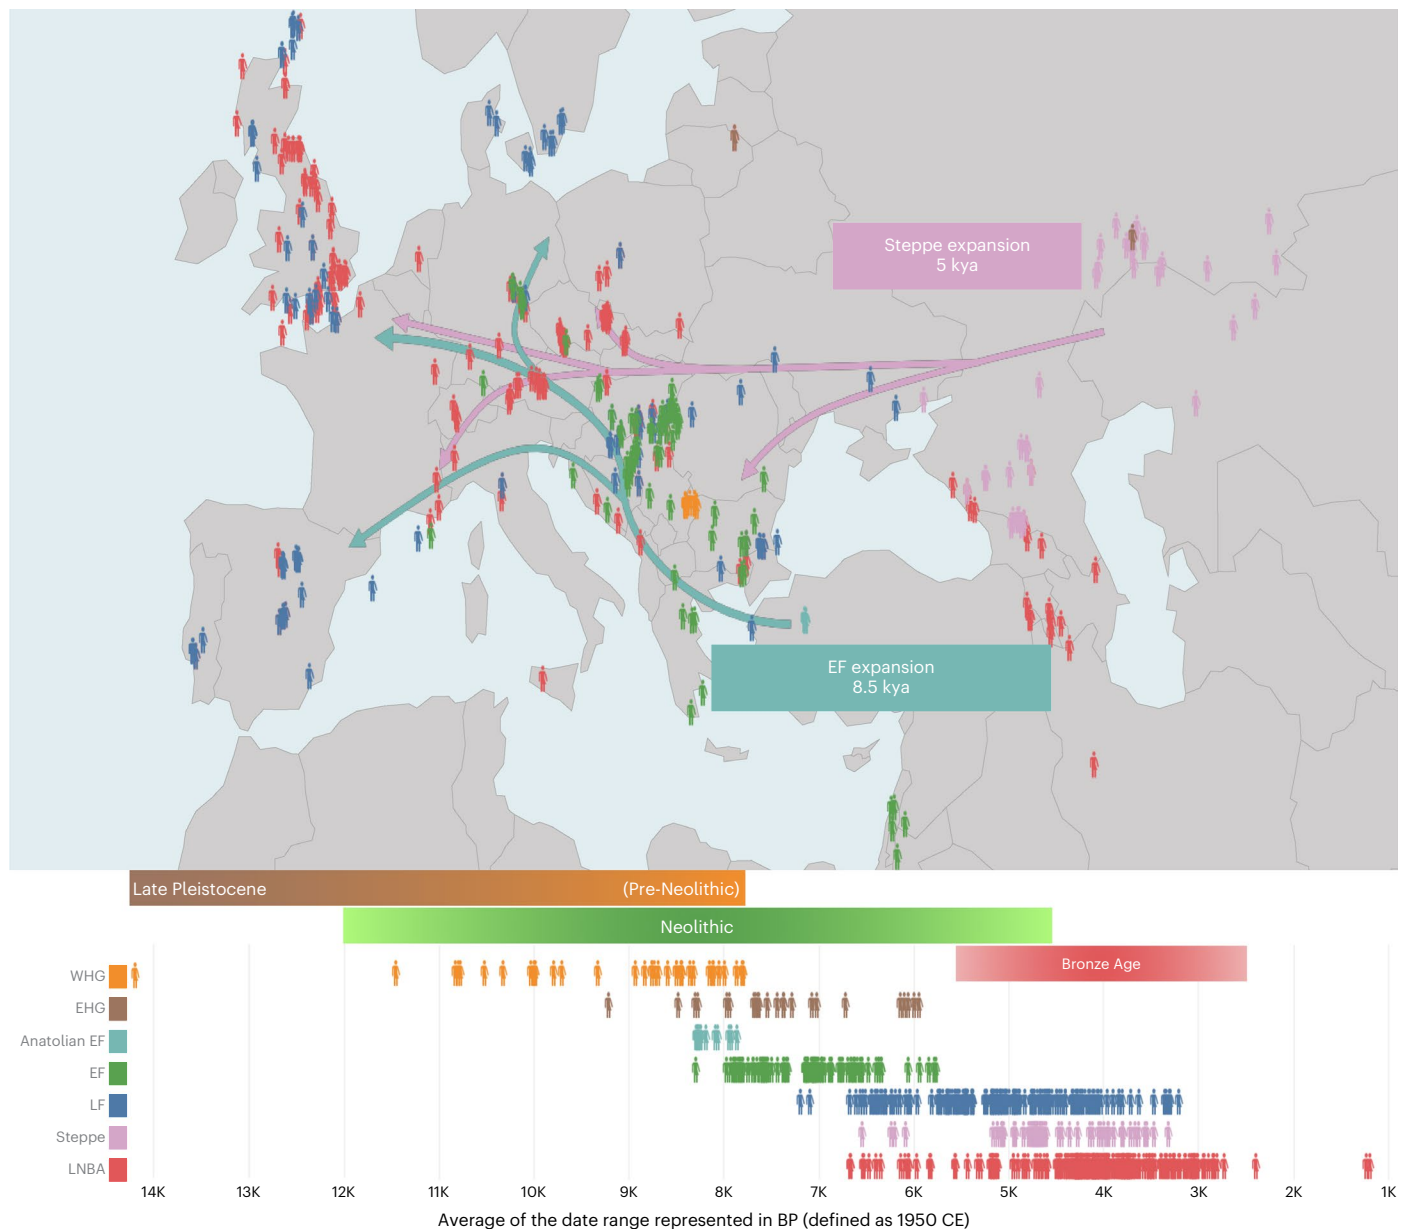 Steppe expansion
5 kya
EF expansion
8.5 kya
Late Pleistocene (Pre-Neolithic)
Neolithic
Bronze Age
WHG
EHG
Anatolian EF
EF
LF
Steppe
LNBA
14K 13K 12K 11K 10K 9K 8K 7K 6K 5K 4K 3K 2K 1K
Average of the date range represented in BP (defined as 1950 CE)